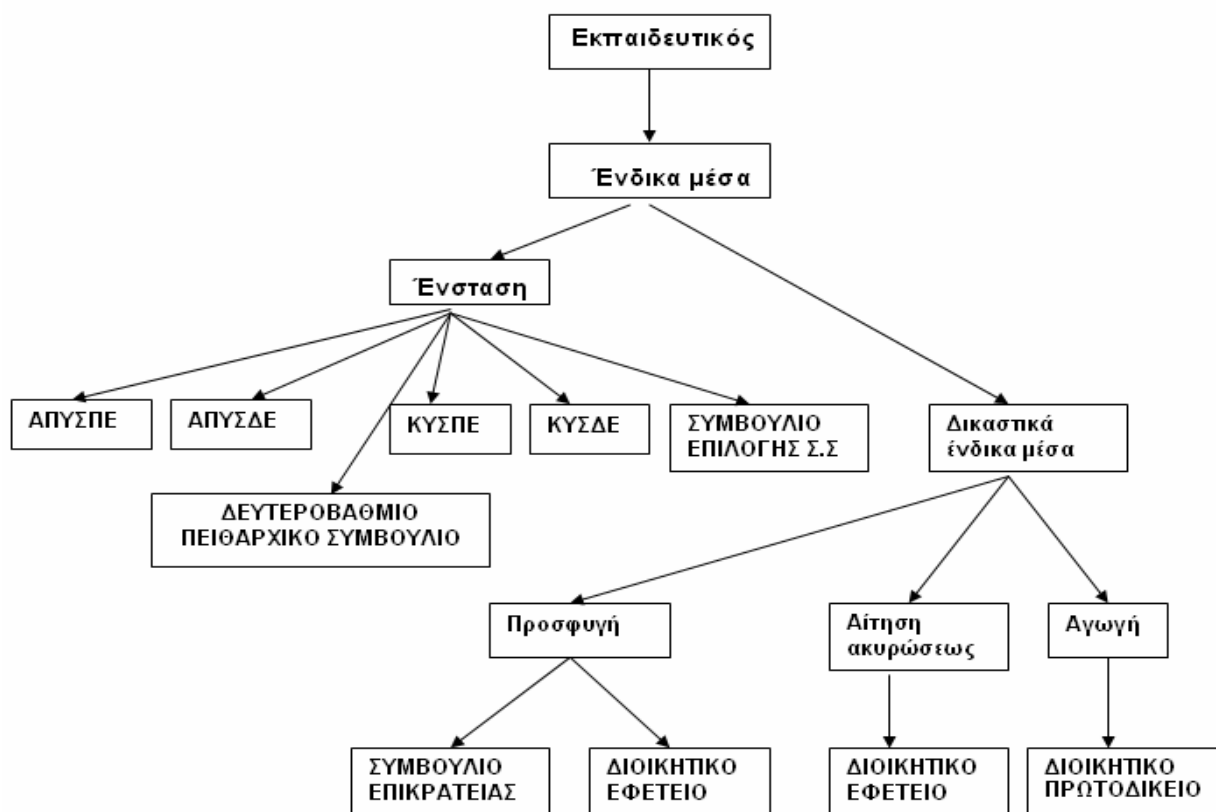 Εκπαιδευτικός
Ένδικα μέσα
Ένσταση
ΑΠΥΣΠΕ
ΑΠΥΣΔΕ
ΚΥΣΠΕ
ΚΥΣΔΕ
ΣΥΜΒΟΥΛΙΟ
ΕΠΙΛΟΓΗΣ Σ.Σ
Δικαστικά
ένδικα μέσα
ΔΕΥΤΕΡΟΒΑΘΜΙΟ
ΠΕΙΘΑΡΧΙΚΟ ΣΥΜΒΟΥΛΙΟ
Προσφυγή
Αίτηση
ακυρώσεως
Αγωγή
ΣΥΜΒΟΥΛΙΟ
ΕΠΙΚΡΑΤΕΙΑΣ
ΔΙΟΙΚΗΤΙΚΟ
ΕΦΕΤΕΙΟ
ΔΙΟΙΚΗΤΙΚΟ
ΕΦΕΤΕΙΟ
ΔΙΟΙΚΗΤΙΚΟ
ΠΡΩΤΟΔΙΚΕΙΟ